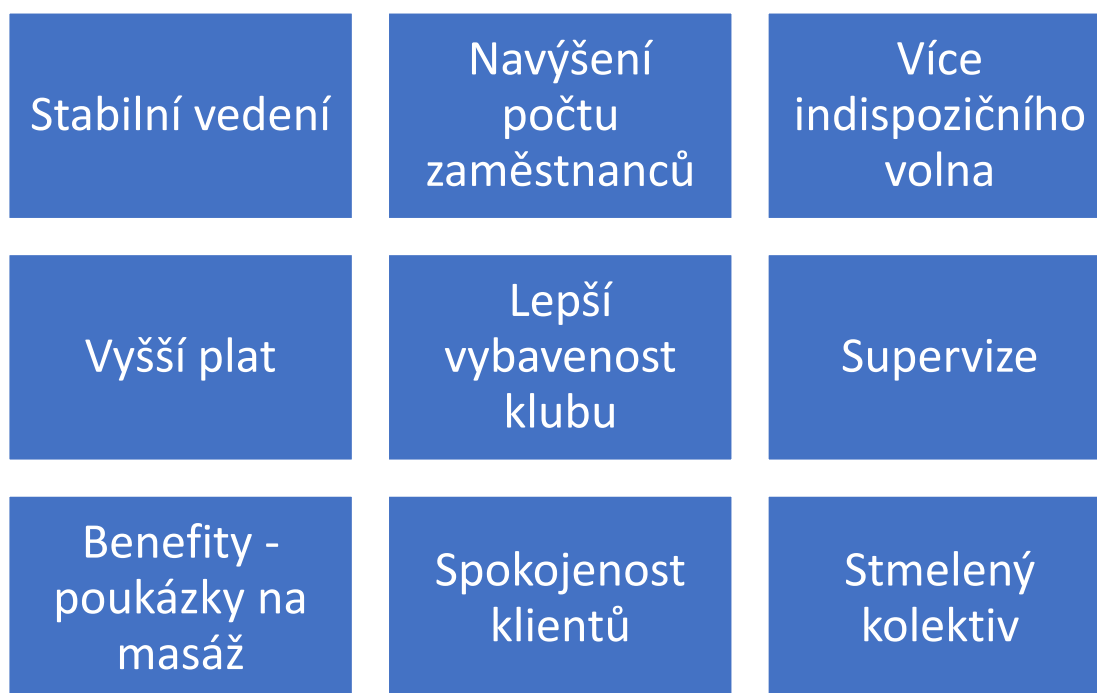 Stabilní vedení
Navýšení
počtu
zaměstnanců
Více
indispozičního
volna
Vyšší plat
Lepší
vybavenost
klubu
Supervize
Benefity -
poukázky na
masáž
Spokojenost
klientů
Stmelený
kolektiv